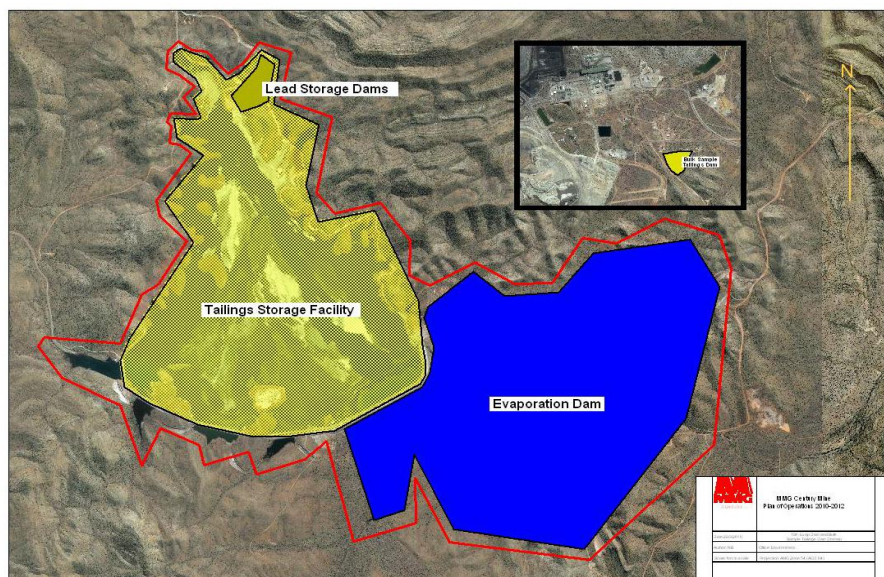 Lead Storage Dams
Bulk Sample
Tailings Dam
N
Tailings Storage Facility
Evaporation Dam
MMG
MMG Century Mine
Plan of Operations 2010-2012